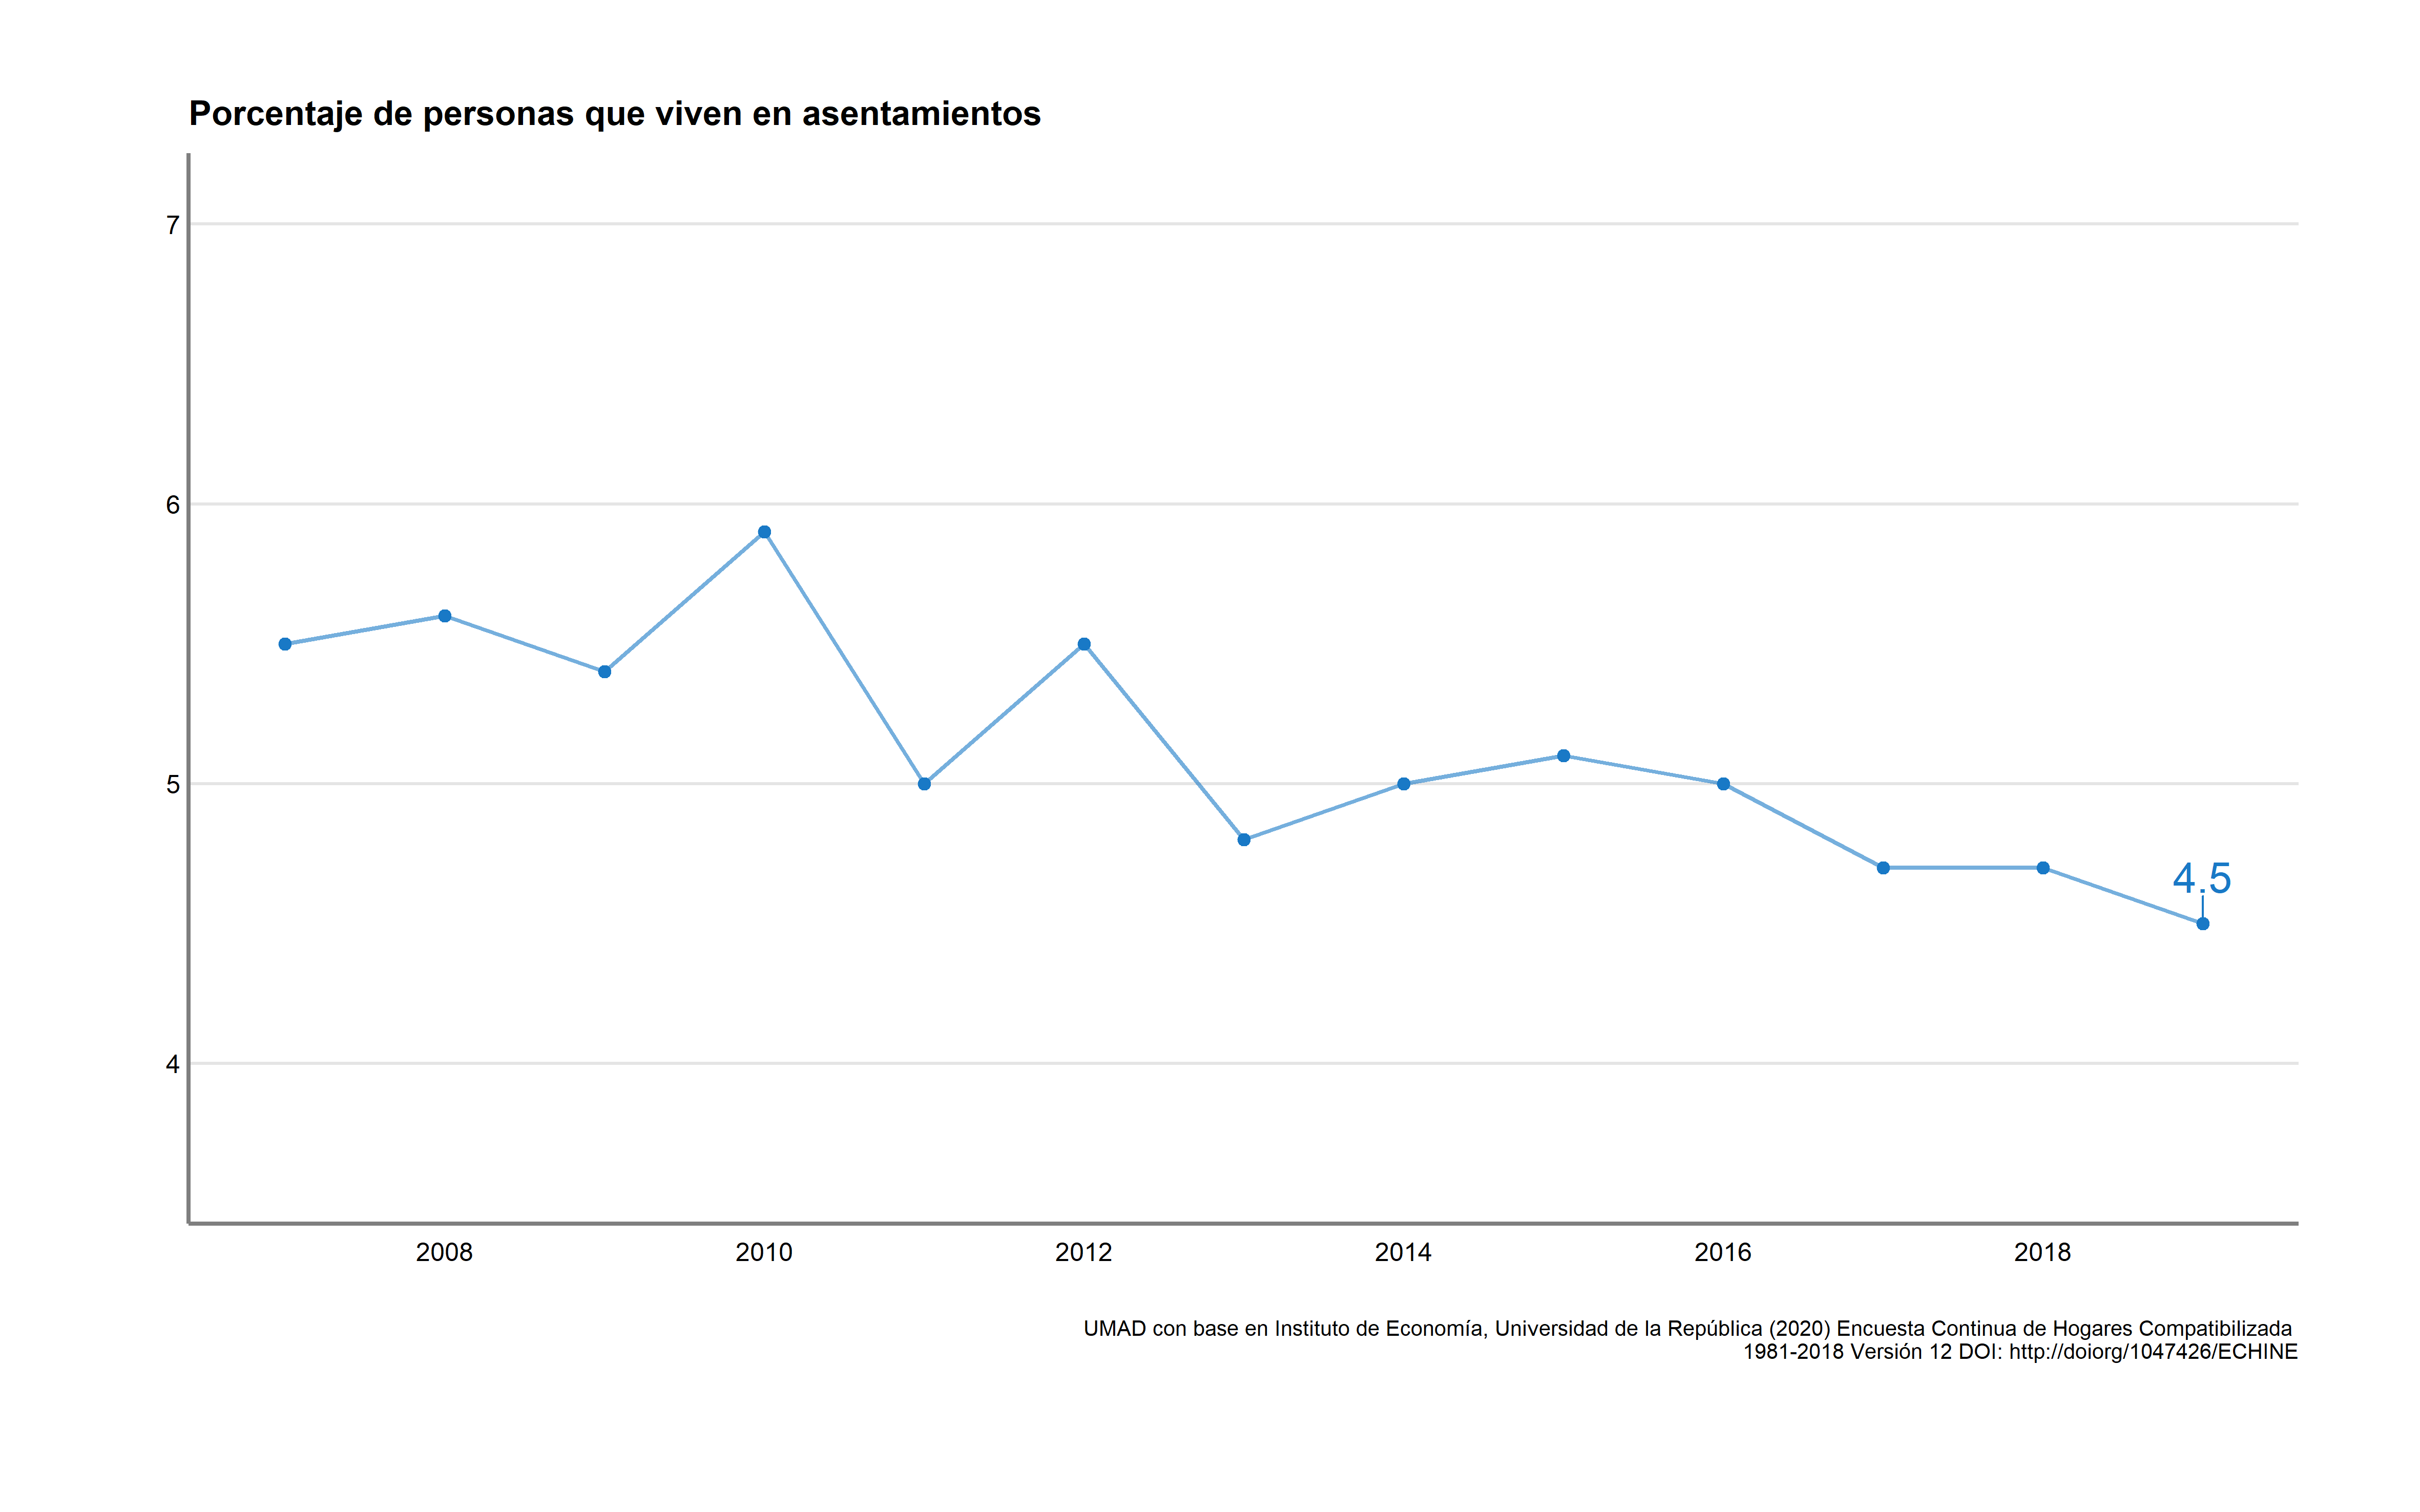 Porcentaje de personas que viven en asentamientos
7
6
5
4
4.5
2008 2010 2012 2014 2016 2018
UMAD con base en Instituto de Economía, Universidad de la República (2020) Encuesta Continua de Hogares Compatibilizada
1981-2018 Versión 12 DOI: http://doiorg/1047426/ECHINE